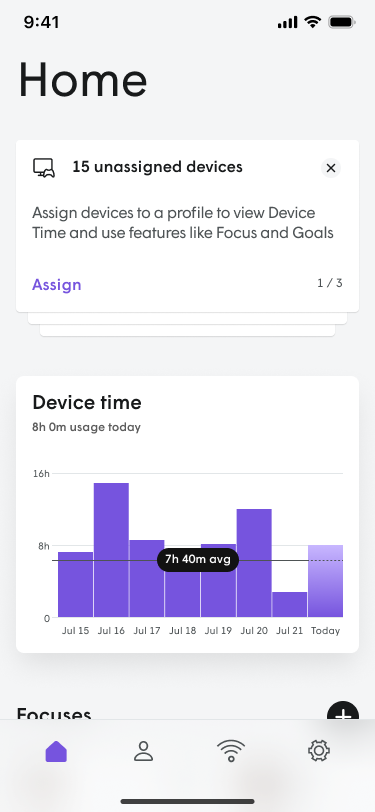 9:41
Home
15 unassigned devices
Assign devices to a profile to view Device
Time and use features like Focus and Goals
Assign
1 / 3
Device time
8h 0m usage today
16h
8h
7h 40m avg
0
Jul 15 Jul 16 Jul 17 Jul 18 Jul 19 Jul 20 Jul 21 Today
Focuses